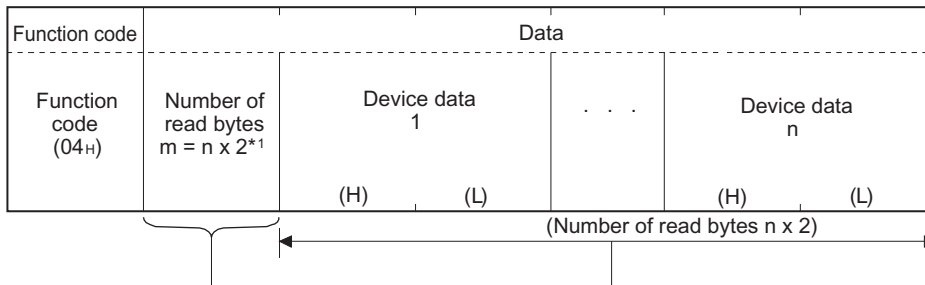 Function code Data
Function
code
(04H)
Number of
read bytes
m = n x 2*1
Device data
1
(H) (L)
. . .
Device data
n
(H) (L)
(Number of read bytes n x 2)